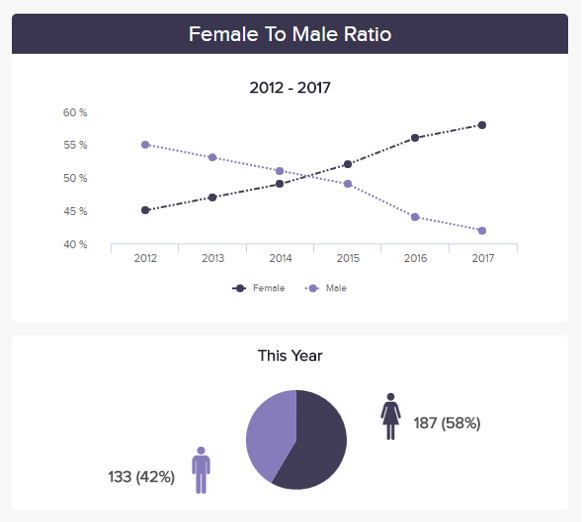 Female To Male Ratio
2012 - 2017
60 %
55 %
50 %
45 %
40 %
2012 2013 2014 2015 2016 2017
Female Male
This Year
187 (58%)
133 (42%)